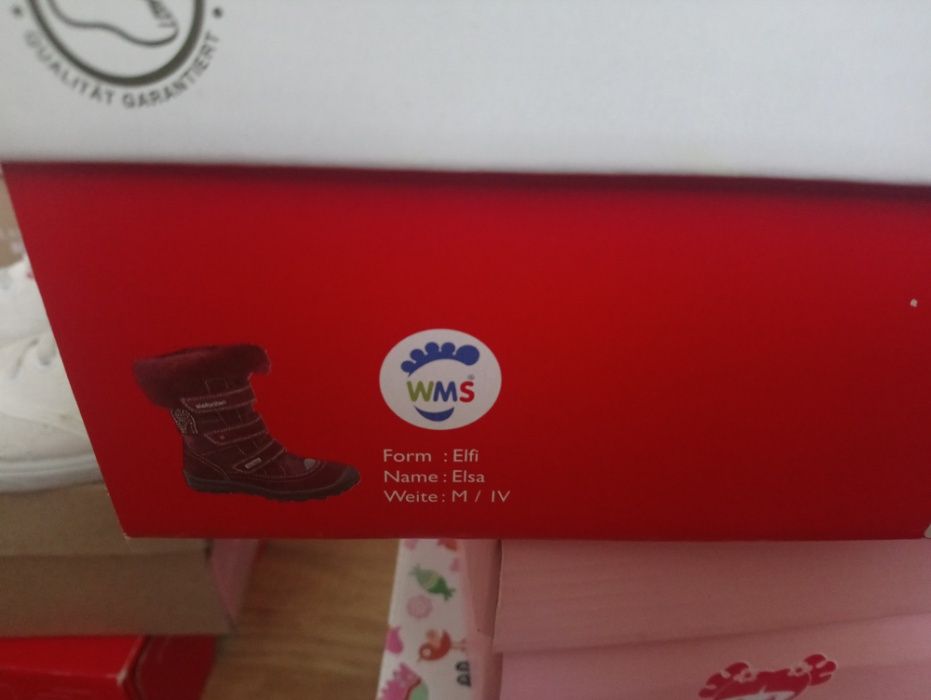 QUALITÄT GARANTIERT
WMS
Form : Elfi
Name : Elsa
Weite : M / IV